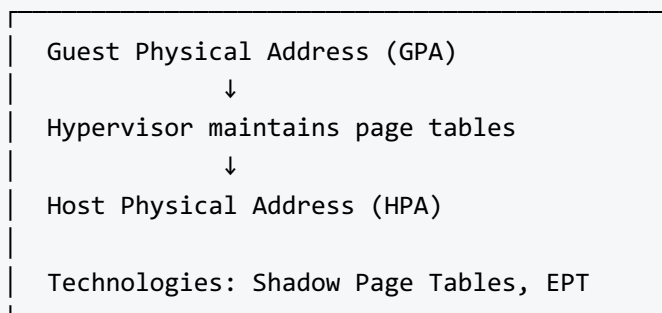 Guest Physical Address (GPA)
↓
Hypervisor maintains page tables
↓
Host Physical Address (HPA)
Technologies: Shadow Page Tables, EPT